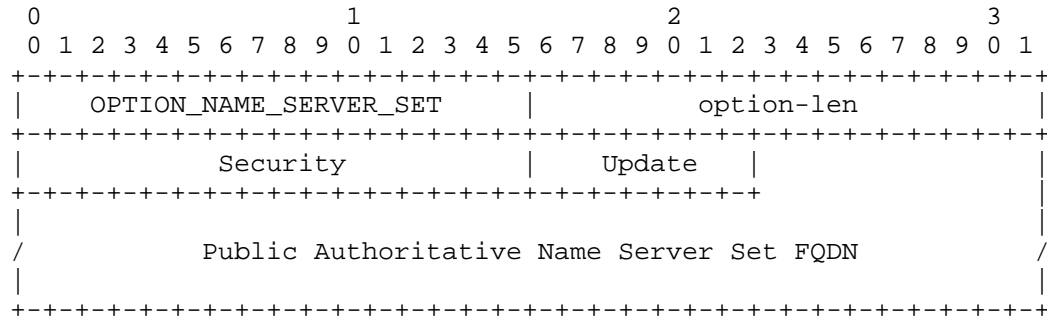 0                   1                   2                   3
 0 1 2 3 4 5 6 7 8 9 0 1 2 3 4 5 6 7 8 9 0 1 2 3 4 5 6 7 8 9 0 1
+-+-+-+-+-+-+-+-+-+-+-+-+-+-+-+-+-+-+-+-+-+-+-+-+-+-+-+-+-+-+-+-+
|    OPTION_NAME_SERVER_SET     |          option-len           |
+-+-+-+-+-+-+-+-+-+-+-+-+-+-+-+-+-+-+-+-+-+-+-+-+-+-+-+-+-+-+-+-+
|            Security           |    Update   |                 |
+-+-+-+-+-+-+-+-+-+-+-+-+-+-+-+-+-+-+-+-+-+-+-+                 |
|                                                               |
/           Public Authoritative Name Server Set FQDN           /
|                                                               |
+-+-+-+-+-+-+-+-+-+-+-+-+-+-+-+-+-+-+-+-+-+-+-+-+-+-+-+-+-+-+-+-+